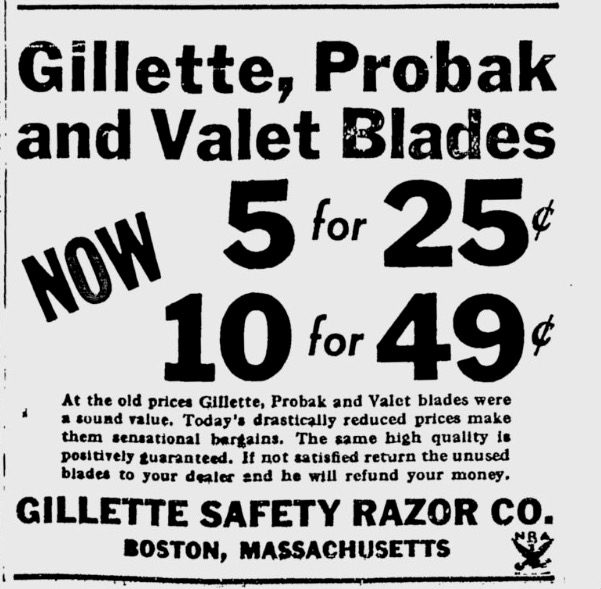 Gillette, Probak
and Valet Blades
NOW
5 for 25¢
10 for 49¢
At the old prices Gillette, Probak and Valet blades were
a sound value. Today's drastically reduced prices make
them sensational bargains. The same high quality is
positively guaranteed. If not satisfied return the unused
blades to your dealer and he will refund your money.
GILLETTE SAFETY RAZOR CO.
BOSTON, MASSACHUSETTS
NRA